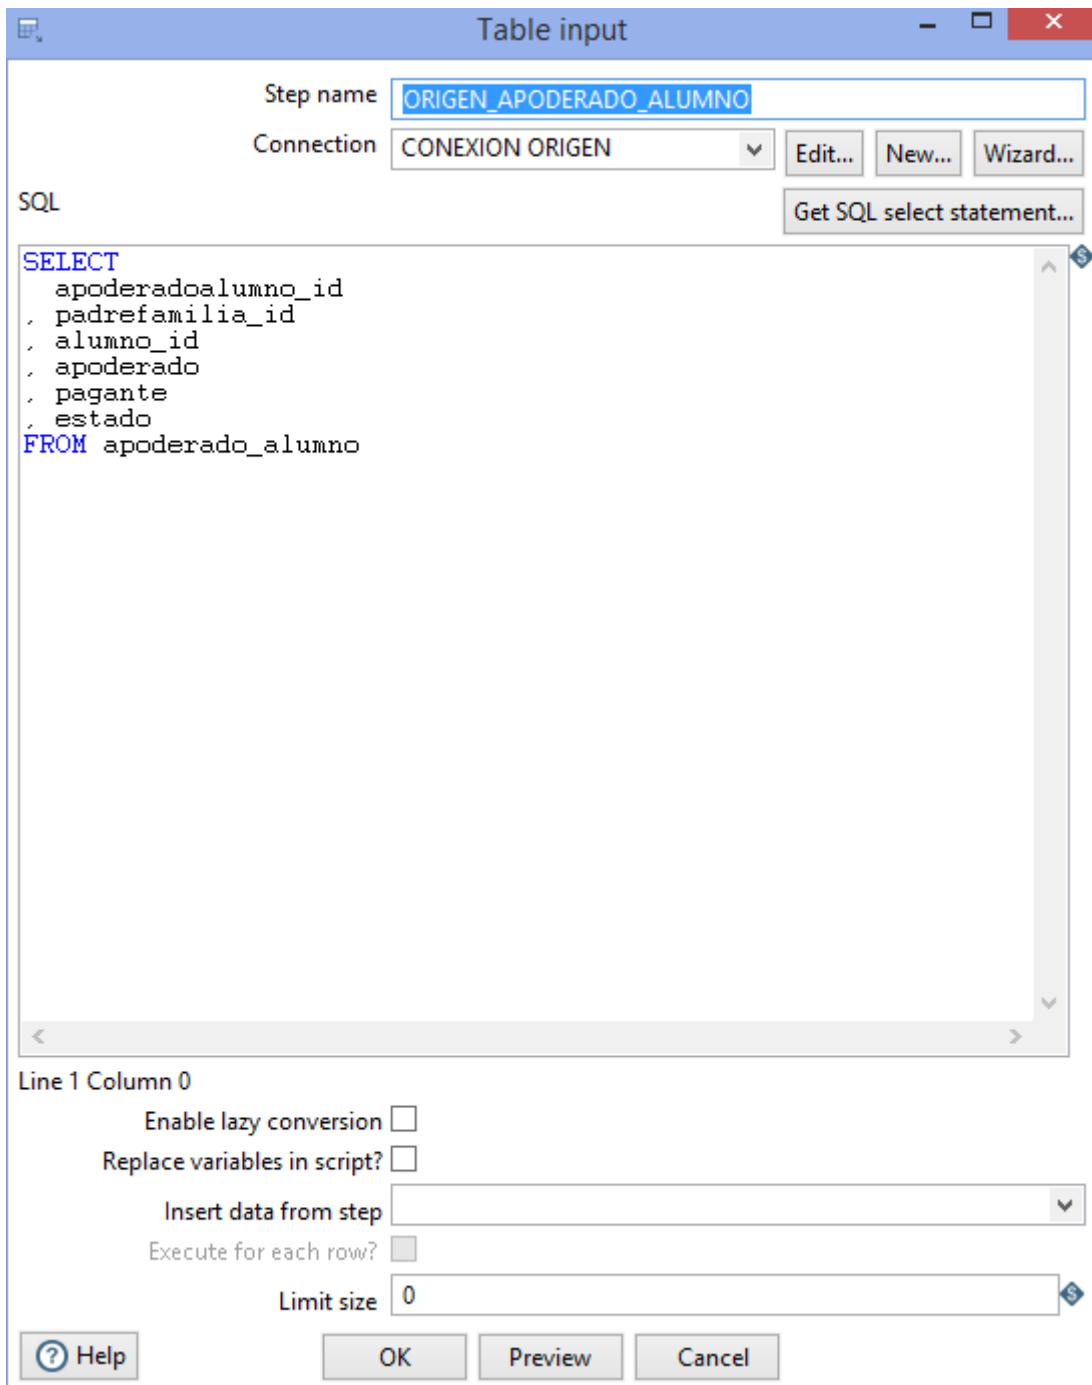 Table input
Step name ORIGEN_APODERADO_ALUMNO
Connection CONEXION ORIGEN Edit... New... Wizard...
SQL Get SQL select statement...
SELECT
apoderadoalumno_id
, padrefamilia_id
, alumno_id
, apoderado
, pagante
, estado
FROM apoderado_alumno
Line 1 Column 0
Enable lazy conversion
Replace variables in script?
Insert data from step
Execute for each row?
Limit size 0
Help OK Preview Cancel